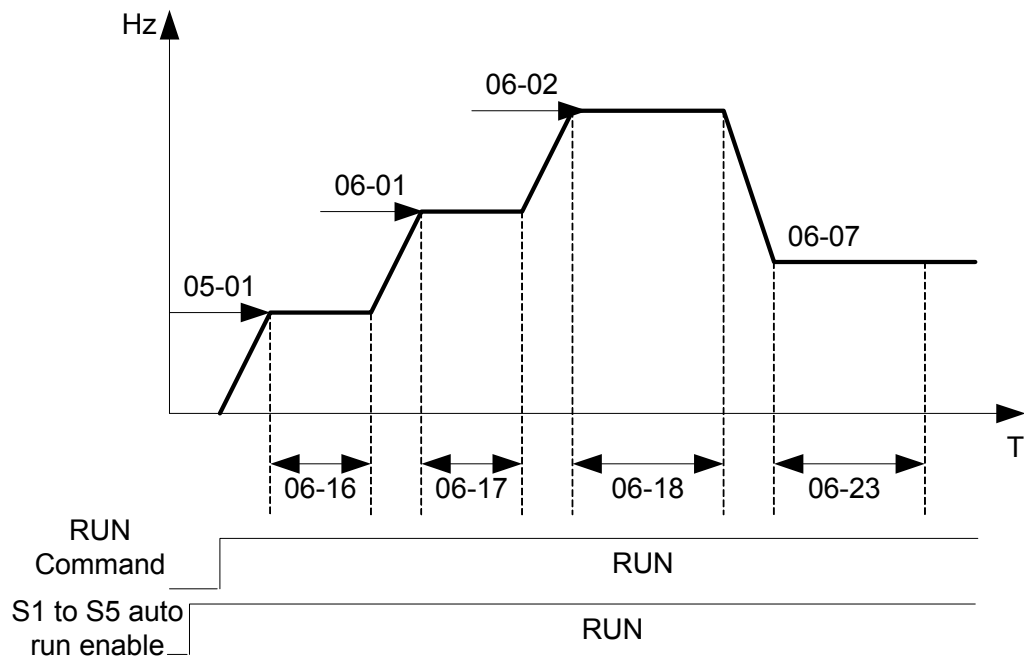 Hz
06-02
06-01
06-07
05-01
T
06-16
06-17
06-18
06-23
RUN
Command
RUN
S1 to S5 auto
run enable
RUN